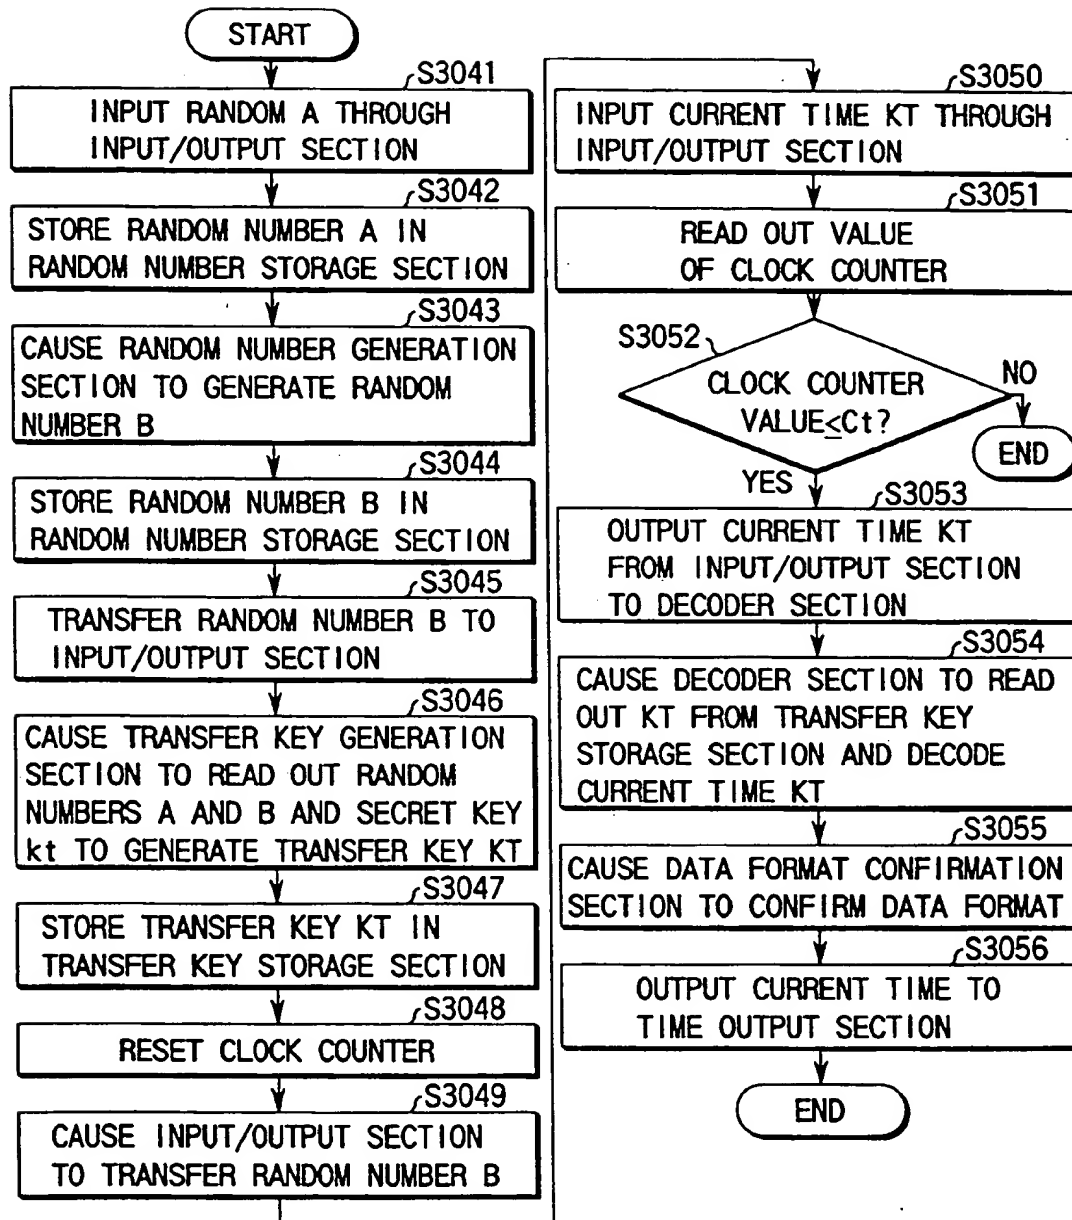 START
S3041
INPUT RANDOM A THROUGH
INPUT/OUTPUT SECTION
S3042
STORE RANDOM NUMBER A IN
RANDOM NUMBER STORAGE SECTION
S3043
CAUSE RANDOM NUMBER GENERATION
SECTION TO GENERATE RANDOM
NUMBER B
S3044
STORE RANDOM NUMBER B IN
RANDOM NUMBER STORAGE SECTION
S3045
TRANSFER RANDOM NUMBER B TO
INPUT/OUTPUT SECTION
S3046
CAUSE TRANSFER KEY GENERATION
SECTION TO READ OUT RANDOM
NUMBERS A AND B AND SECRET KEY
kt TO GENERATE TRANSFER KEY KT
S3047
STORE TRANSFER KEY KT IN
TRANSFER KEY STORAGE SECTION
S3048
RESET CLOCK COUNTER
S3049
CAUSE INPUT/OUTPUT SECTION
TO TRANSFER RANDOM NUMBER B
S3050
INPUT CURRENT TIME KT THROUGH
INPUT/OUTPUT SECTION
S3051
READ OUT VALUE
OF CLOCK COUNTER
S3052
CLOCK COUNTER
VALUE≤Ct?
NO
END
YES
S3053
OUTPUT CURRENT TIME KT
FROM INPUT/OUTPUT SECTION
TO DECODER SECTION
S3054
CAUSE DECODER SECTION TO READ
OUT KT FROM TRANSFER KEY
STORAGE SECTION AND DECODE
CURRENT TIME KT
S3055
CAUSE DATA FORMAT CONFIRMATION
SECTION TO CONFIRM DATA FORMAT
S3056
OUTPUT CURRENT TIME TO
TIME OUTPUT SECTION
END